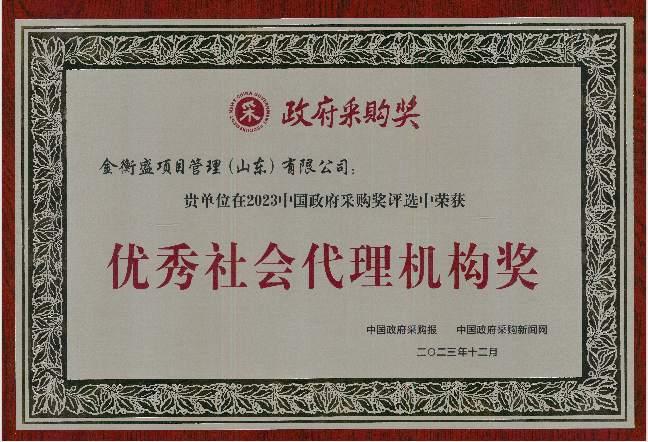 采
政府采购奖
金衡盛项目管理（山东）有限公司：
贵单位在2023中国政府采购奖评选中荣获
优秀社会代理机构奖
中国政府采购报 中国政府采购新闻网
二〇二三年十二月